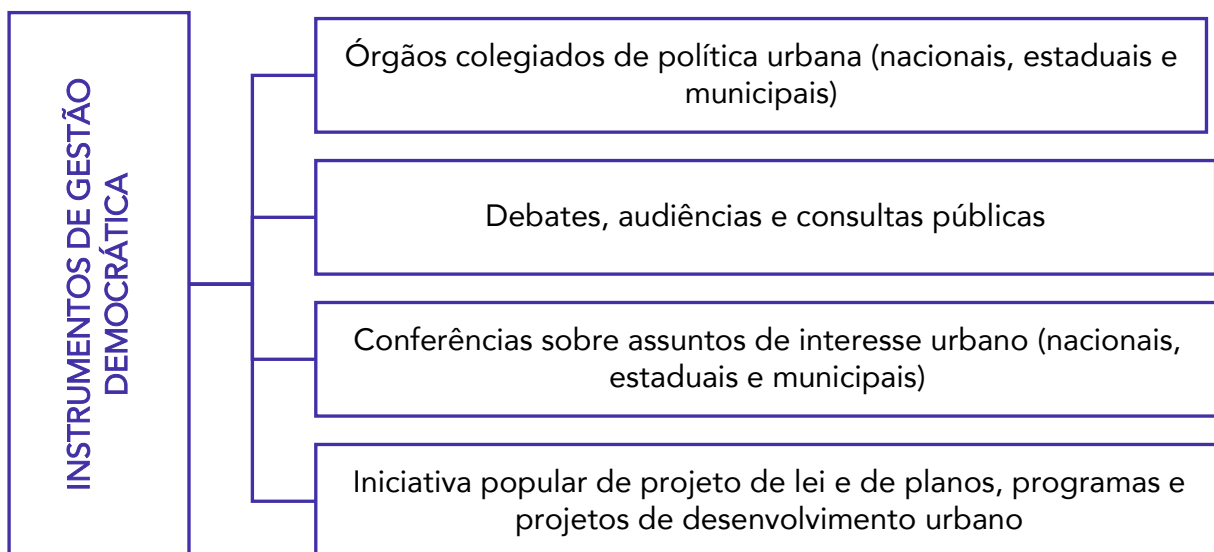 INSTRUMENTOS DE GESTÃO
DEMOCRÁTICA
Órgãos colegiados de política urbana (nacionais, estaduais e
municipais)
Debates, audiências e consultas públicas
Conferências sobre assuntos de interesse urbano (nacionais,
estaduais e municipais)
Iniciativa popular de projeto de lei e de planos, programas e
projetos de desenvolvimento urbano